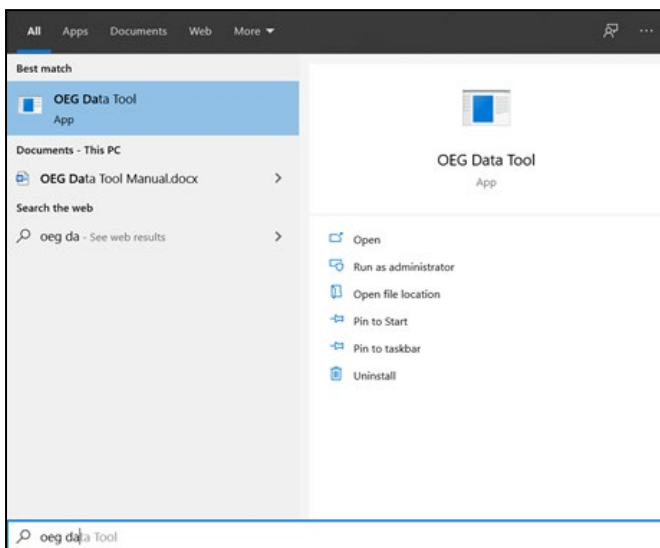 All Apps Documents Web More
Best match
OEG Data Tool
App
Documents - This PC
OEG Data Tool Manual.docx
Search the web
oeg da - See web results
OEG Data Tool
App
Open
Run as administrator
Open file location
Pin to Start
Pin to taskbar
Uninstall
oeg data Tool